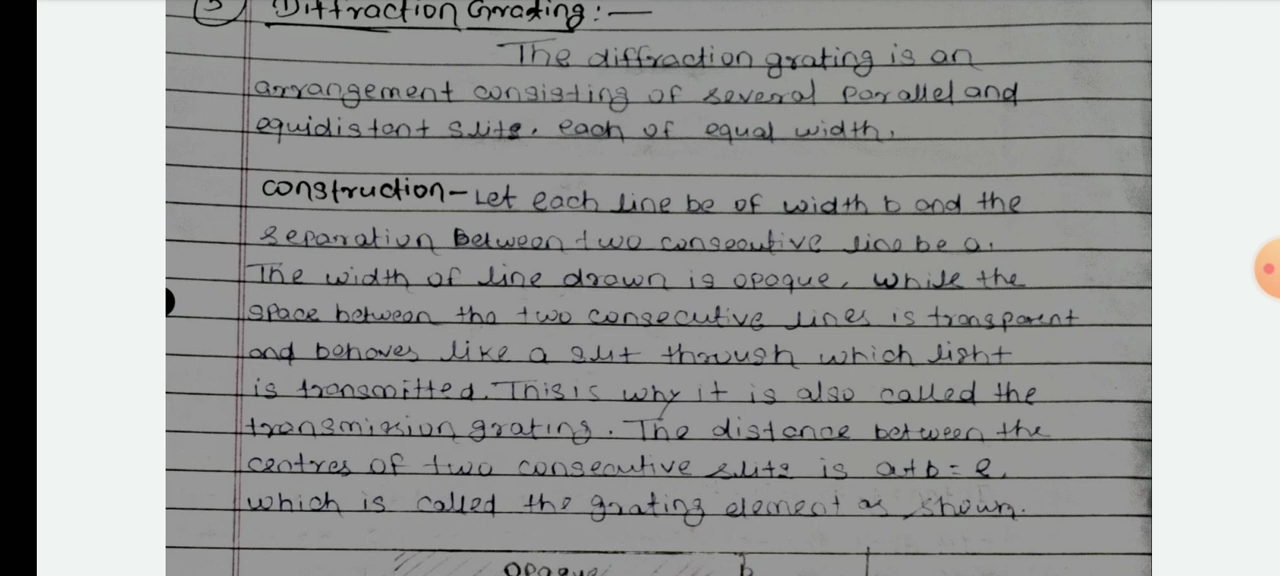 3 Diffraction Grating:—
The diffraction grating is an
arrangement consisting of several parallel and
equidistant slits, each of equal width.
construction- Let each line be of width b and the
separation Between two consecutive line be a.
The width of line drawn is opaque, while the
space between the two consecutive lines is transparent
and behaves like a slit through which light
is transmitted. This is why it is also called the
transmission grating. The distance between the
centres of two consecutive slits is a+b = e,
which is called the grating element as shown.
opaque b